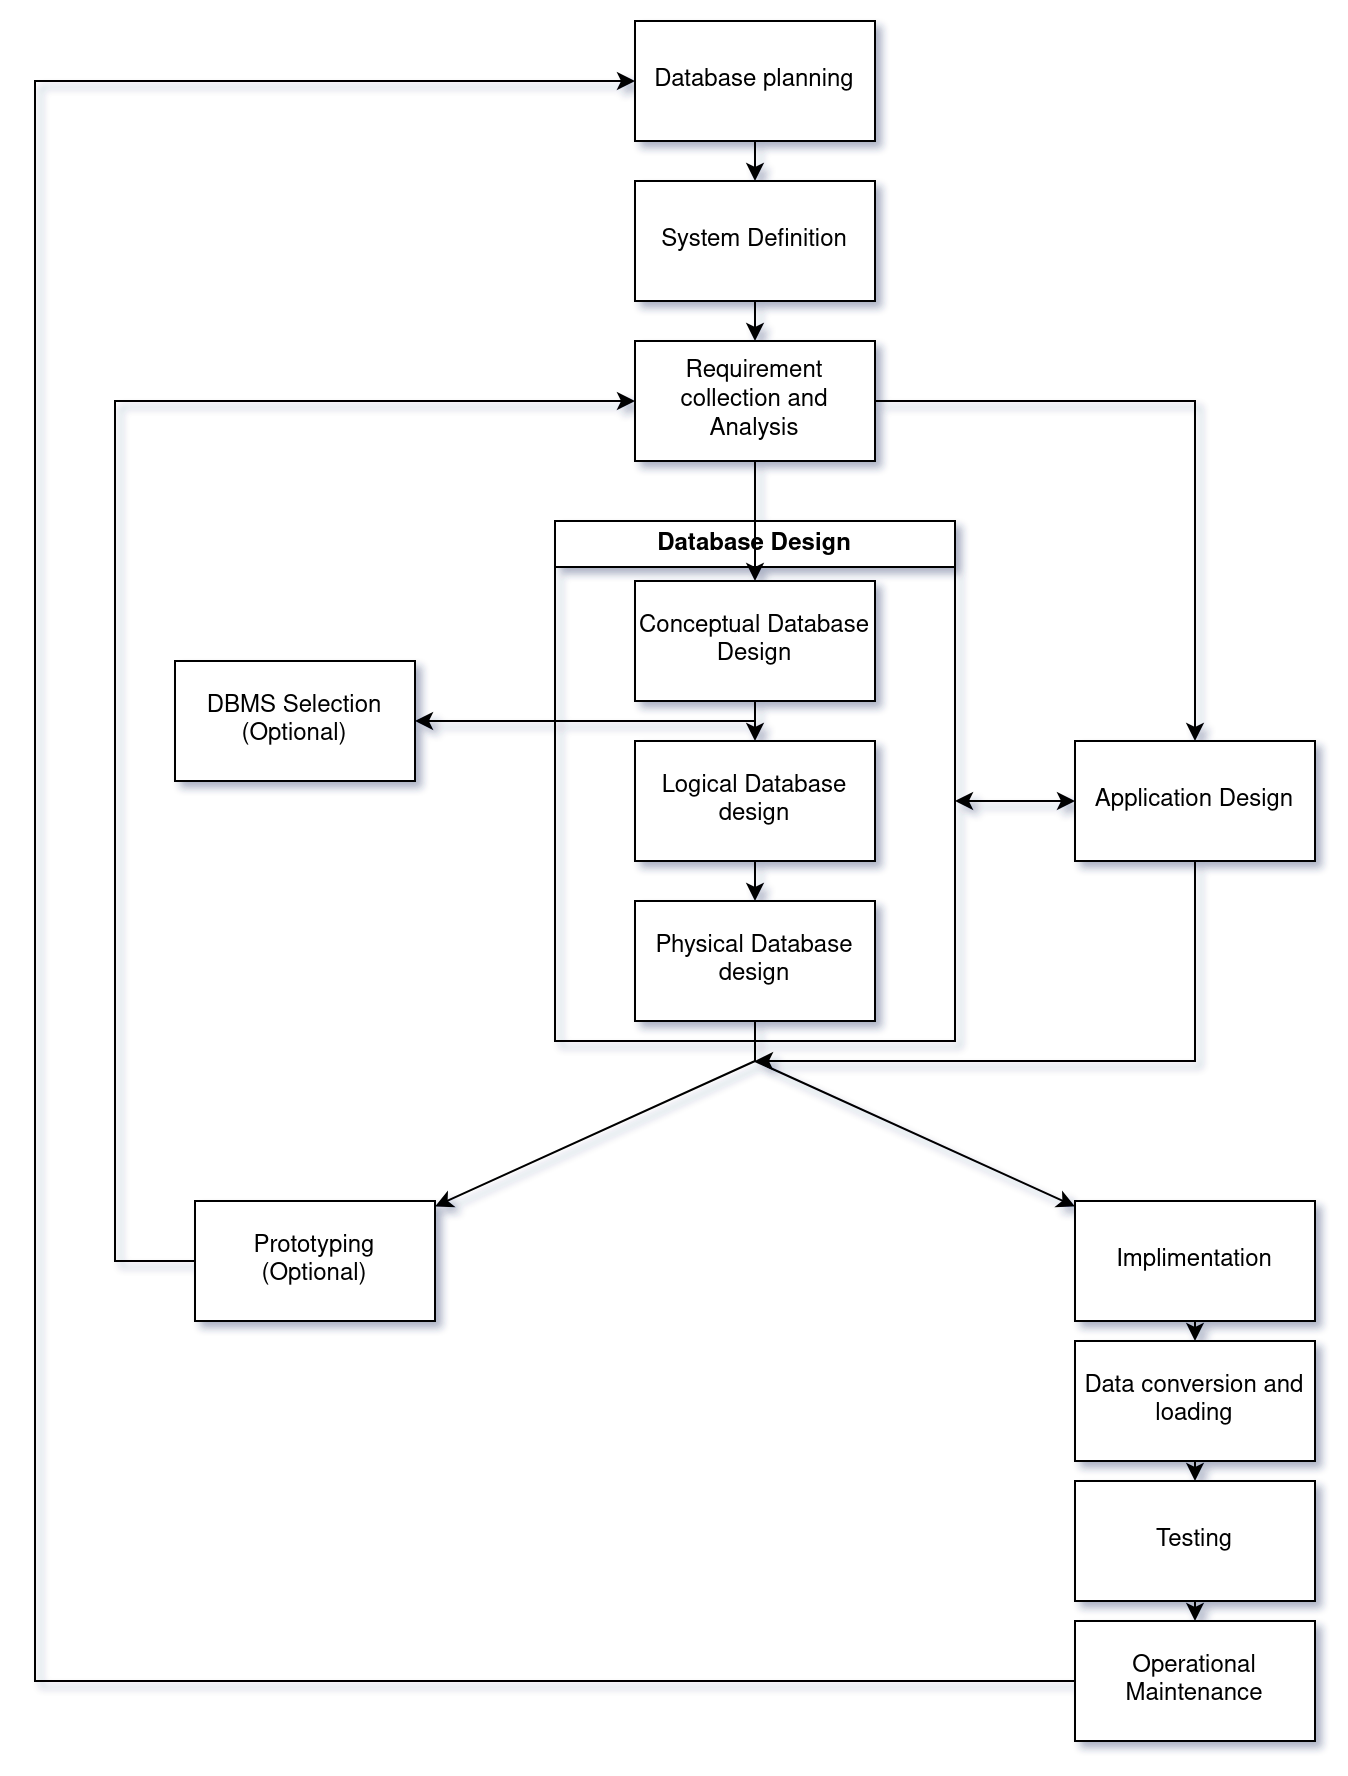 Database planning
System Definition
Requirement
collection and
Analysis
Database Design
Conceptual Database
Design
DBMS Selection
(Optional)
Logical Database
design
Application Design
Physical Database
design
Prototyping
(Optional)
Implimentation
Data conversion and
loading
Testing
Operational
Maintenance